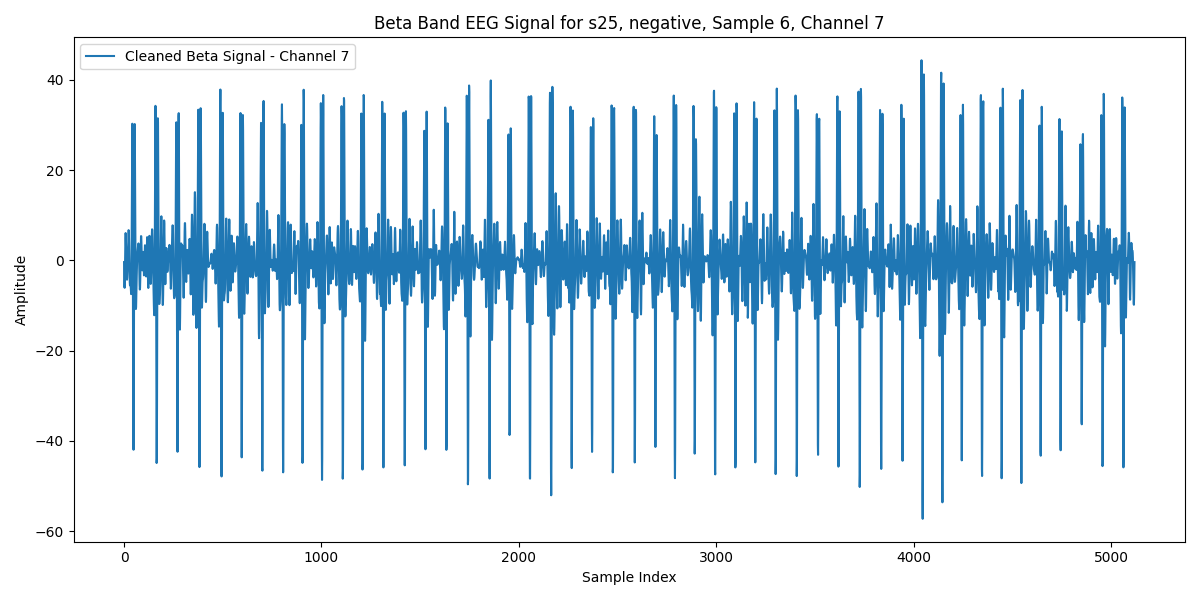 Beta Band EEG Signal for s25, negative, Sample 6, Channel 7
Cleaned Beta Signal - Channel 7
Amplitude
40
20
0
−20
−40
−60
0 1000 2000 3000 4000 5000
Sample Index